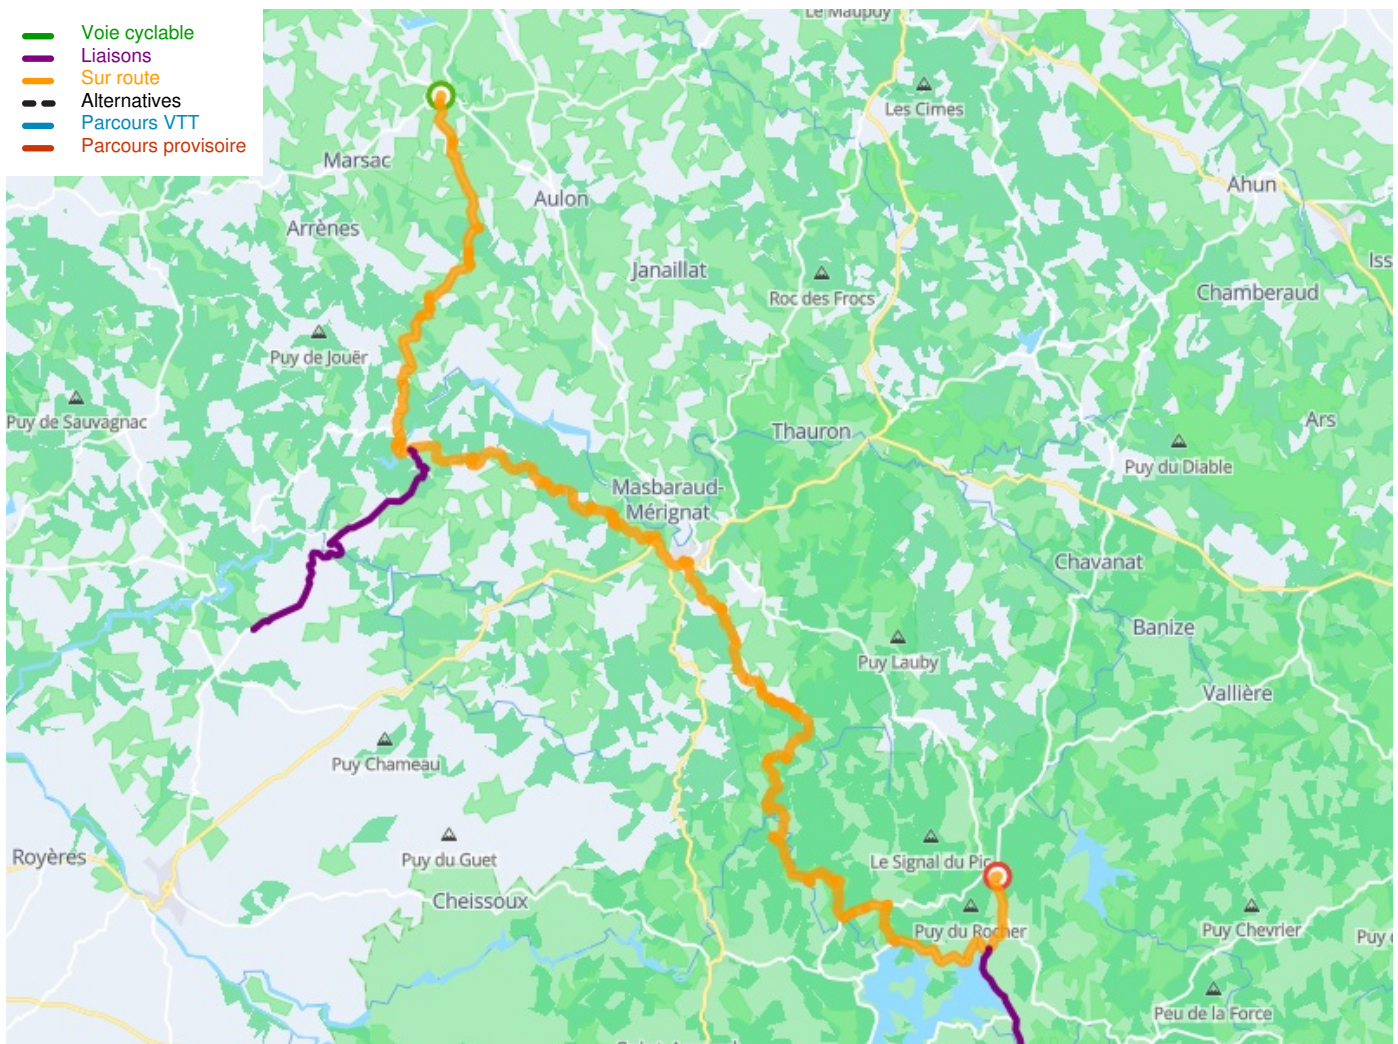 Voie cyclable
Liaisons
Sur route
Alternatives
Parcours VTT
Parcours provisoire
Le Maupuy
Les Cimes
Marsac
Ahun
Aulon
Arrènes
Janaillat
Iss
Roc des Frocs
Chamberaud
Puy de Jouër
Puy de Sauvagnac
Ars
Thauron
Puy du Diable
Masbaraud-
Mérignat
Chavanat
Banize
Puy Lauby
Vallière
Puy Chameau
Royères
Puy du Guet
Le Signal du Pic
Cheissoux
Puy du Rocher
Puy Chevrier
Puy
Peu de la Force